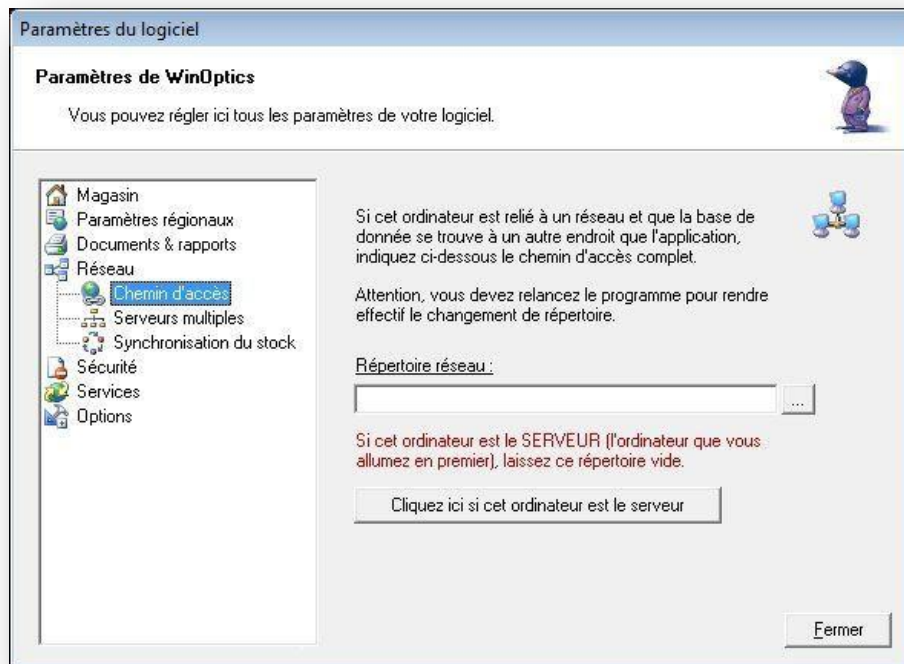 Paramètres du logiciel
Paramètres de WinOptics
Vous pouvez régler ici tous les paramètres de votre logiciel.
Magasin
Paramètres régionaux
Documents & rapports
Réseau
Chemin d'accès
Serveurs multiples
Synchronisation du stock
Sécurité
Services
Options
Si cet ordinateur est relié à un réseau et que la base de
donnée se trouve à un autre endroit que l'application,
indiquez ci-dessous le chemin d'accès complet.
Attention, vous devez relancez le programme pour rendre
effectif le changement de répertoire.
Répertoire réseau :
...
Si cet ordinateur est le SERVEUR (l'ordinateur que vous
allumez en premier), laissez ce répertoire vide.
Cliquez ici si cet ordinateur est le serveur
Fermer